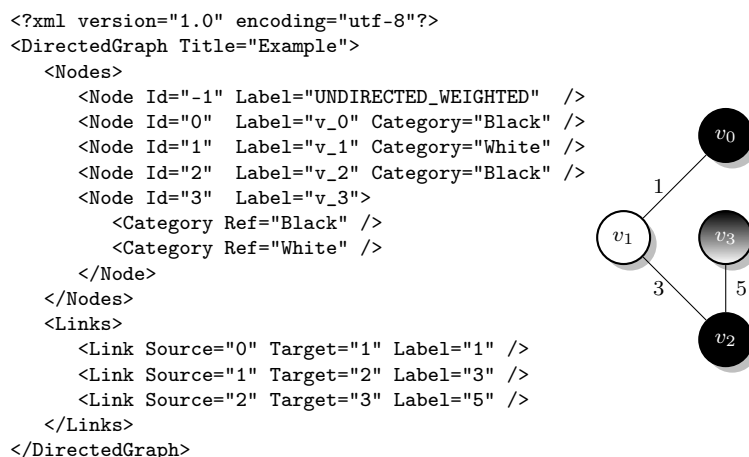 <?xml version="1.0" encoding="utf-8"?>
<DirectedGraph Title="Example">
<Nodes>
<Node Id="-1" Label="UNDIRECTED_WEIGHTED" />
<Node Id="0" Label="v_0" Category="Black" />
<Node Id="1" Label="v_1" Category="White" />
<Node Id="2" Label="v_2" Category="Black" />
<Node Id="3" Label="v_3">
<Category Ref="Black" />
<Category Ref="White" />
</Node>
</Nodes>
<Links>
<Link Source="0" Target="1" Label="1" />
<Link Source="1" Target="2" Label="3" />
<Link Source="2" Target="3" Label="5" />
</Links>
</DirectedGraph>
v₀
1
v₁
v₃
3
5
v₂